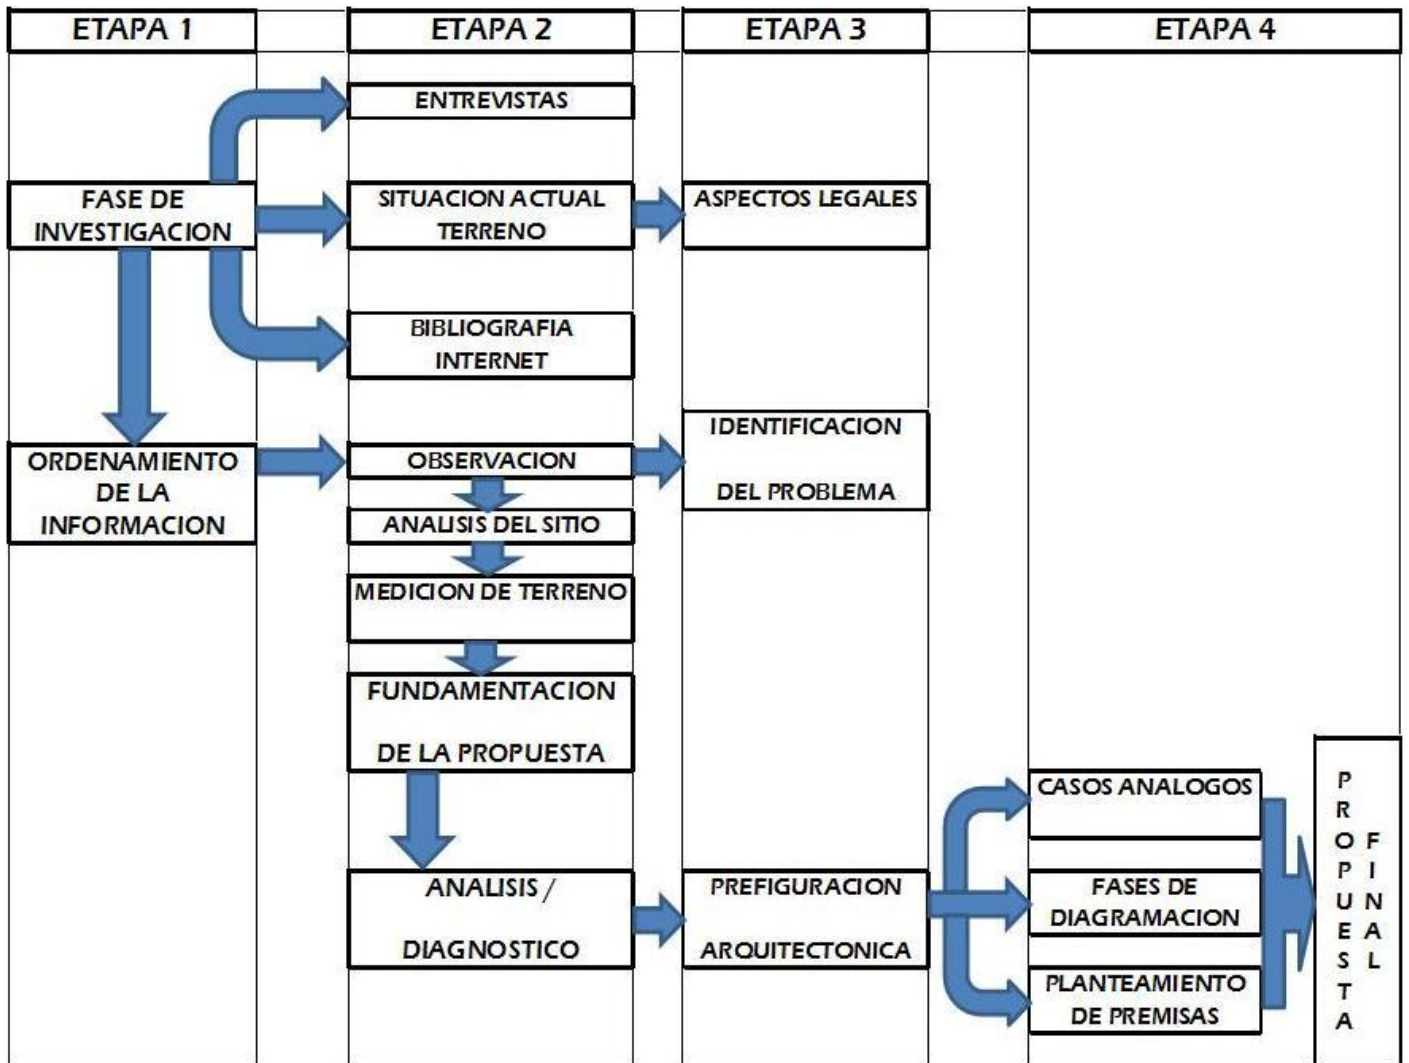 ETAPA 1
ETAPA 2
ETAPA 3
ETAPA 4
ENTREVISTAS
FASE DE
INVESTIGACION
SITUACION ACTUAL
TERRENO
ASPECTOS LEGALES
BIBLIOGRAFIA
INTERNET
ORDENAMIENTO
DE LA
INFORMACION
OBSERVACION
IDENTIFICACION
DEL PROBLEMA
ANALISIS DEL SITIO
MEDICION DE TERRENO
FUNDAMENTACION
DE LA PROPUESTA
ANALISIS /
DIAGNOSTICO
PREFIGURACION
ARQUITECTONICA
CASOS ANALOGOS
FASES DE
DIAGRAMACION
PLANTEAMIENTO
DE PREMISAS
PROPUESTA
FINAL